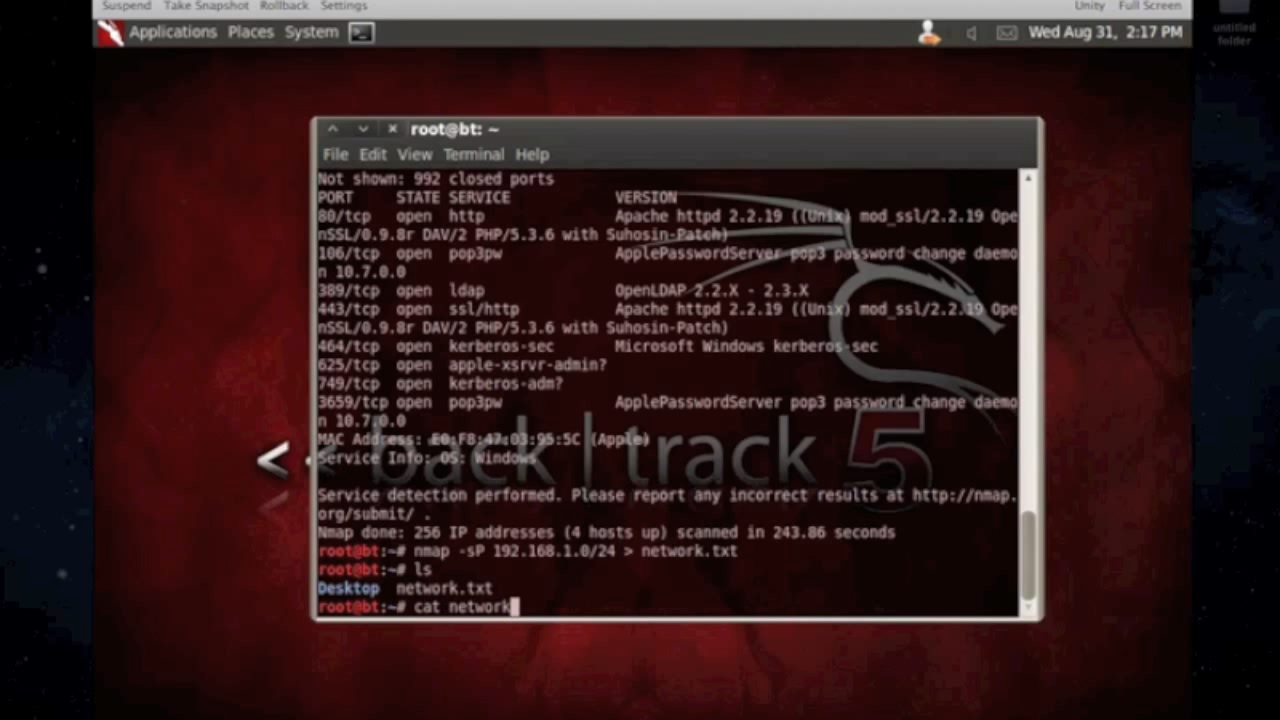 Suspend Take Snapshot Rollback Settings Unity Full Screen
untitled
folder
Applications Places System Wed Aug 31, 2:17 PM
root@bt: ~
File Edit View Terminal Help
Not shown: 992 closed ports
PORT STATE SERVICE VERSION
80/tcp open http Apache httpd 2.2.19 ((Unix) mod_ssl/2.2.19 Ope
nSSL/0.9.8r DAV/2 PHP/5.3.6 with Suhosin-Patch)
106/tcp open pop3pw ApplePasswordServer pop3 password change daemo
n 10.7.0.0
389/tcp open ldap OpenLDAP 2.2.X - 2.3.X
443/tcp open ssl/http Apache httpd 2.2.19 ((Unix) mod_ssl/2.2.19 Ope
nSSL/0.9.8r DAV/2 PHP/5.3.6 with Suhosin-Patch)
464/tcp open kerberos-sec Microsoft Windows kerberos-sec
625/tcp open apple-xsrvr-admin?
749/tcp open kerberos-adm?
3659/tcp open pop3pw ApplePasswordServer pop3 password change daemo
n 10.7.0.0
MAC Address: E0:F8:47:03:95:5C (Apple)
Service Info: OS: Windows
<< back | track 5
Service detection performed. Please report any incorrect results at http://nmap.
org/submit/ .
Nmap done: 256 IP addresses (4 hosts up) scanned in 243.86 seconds
root@bt:~# nmap -sP 192.168.1.0/24 > network.txt
root@bt:~# ls
Desktop network.txt
root@bt:~# cat network